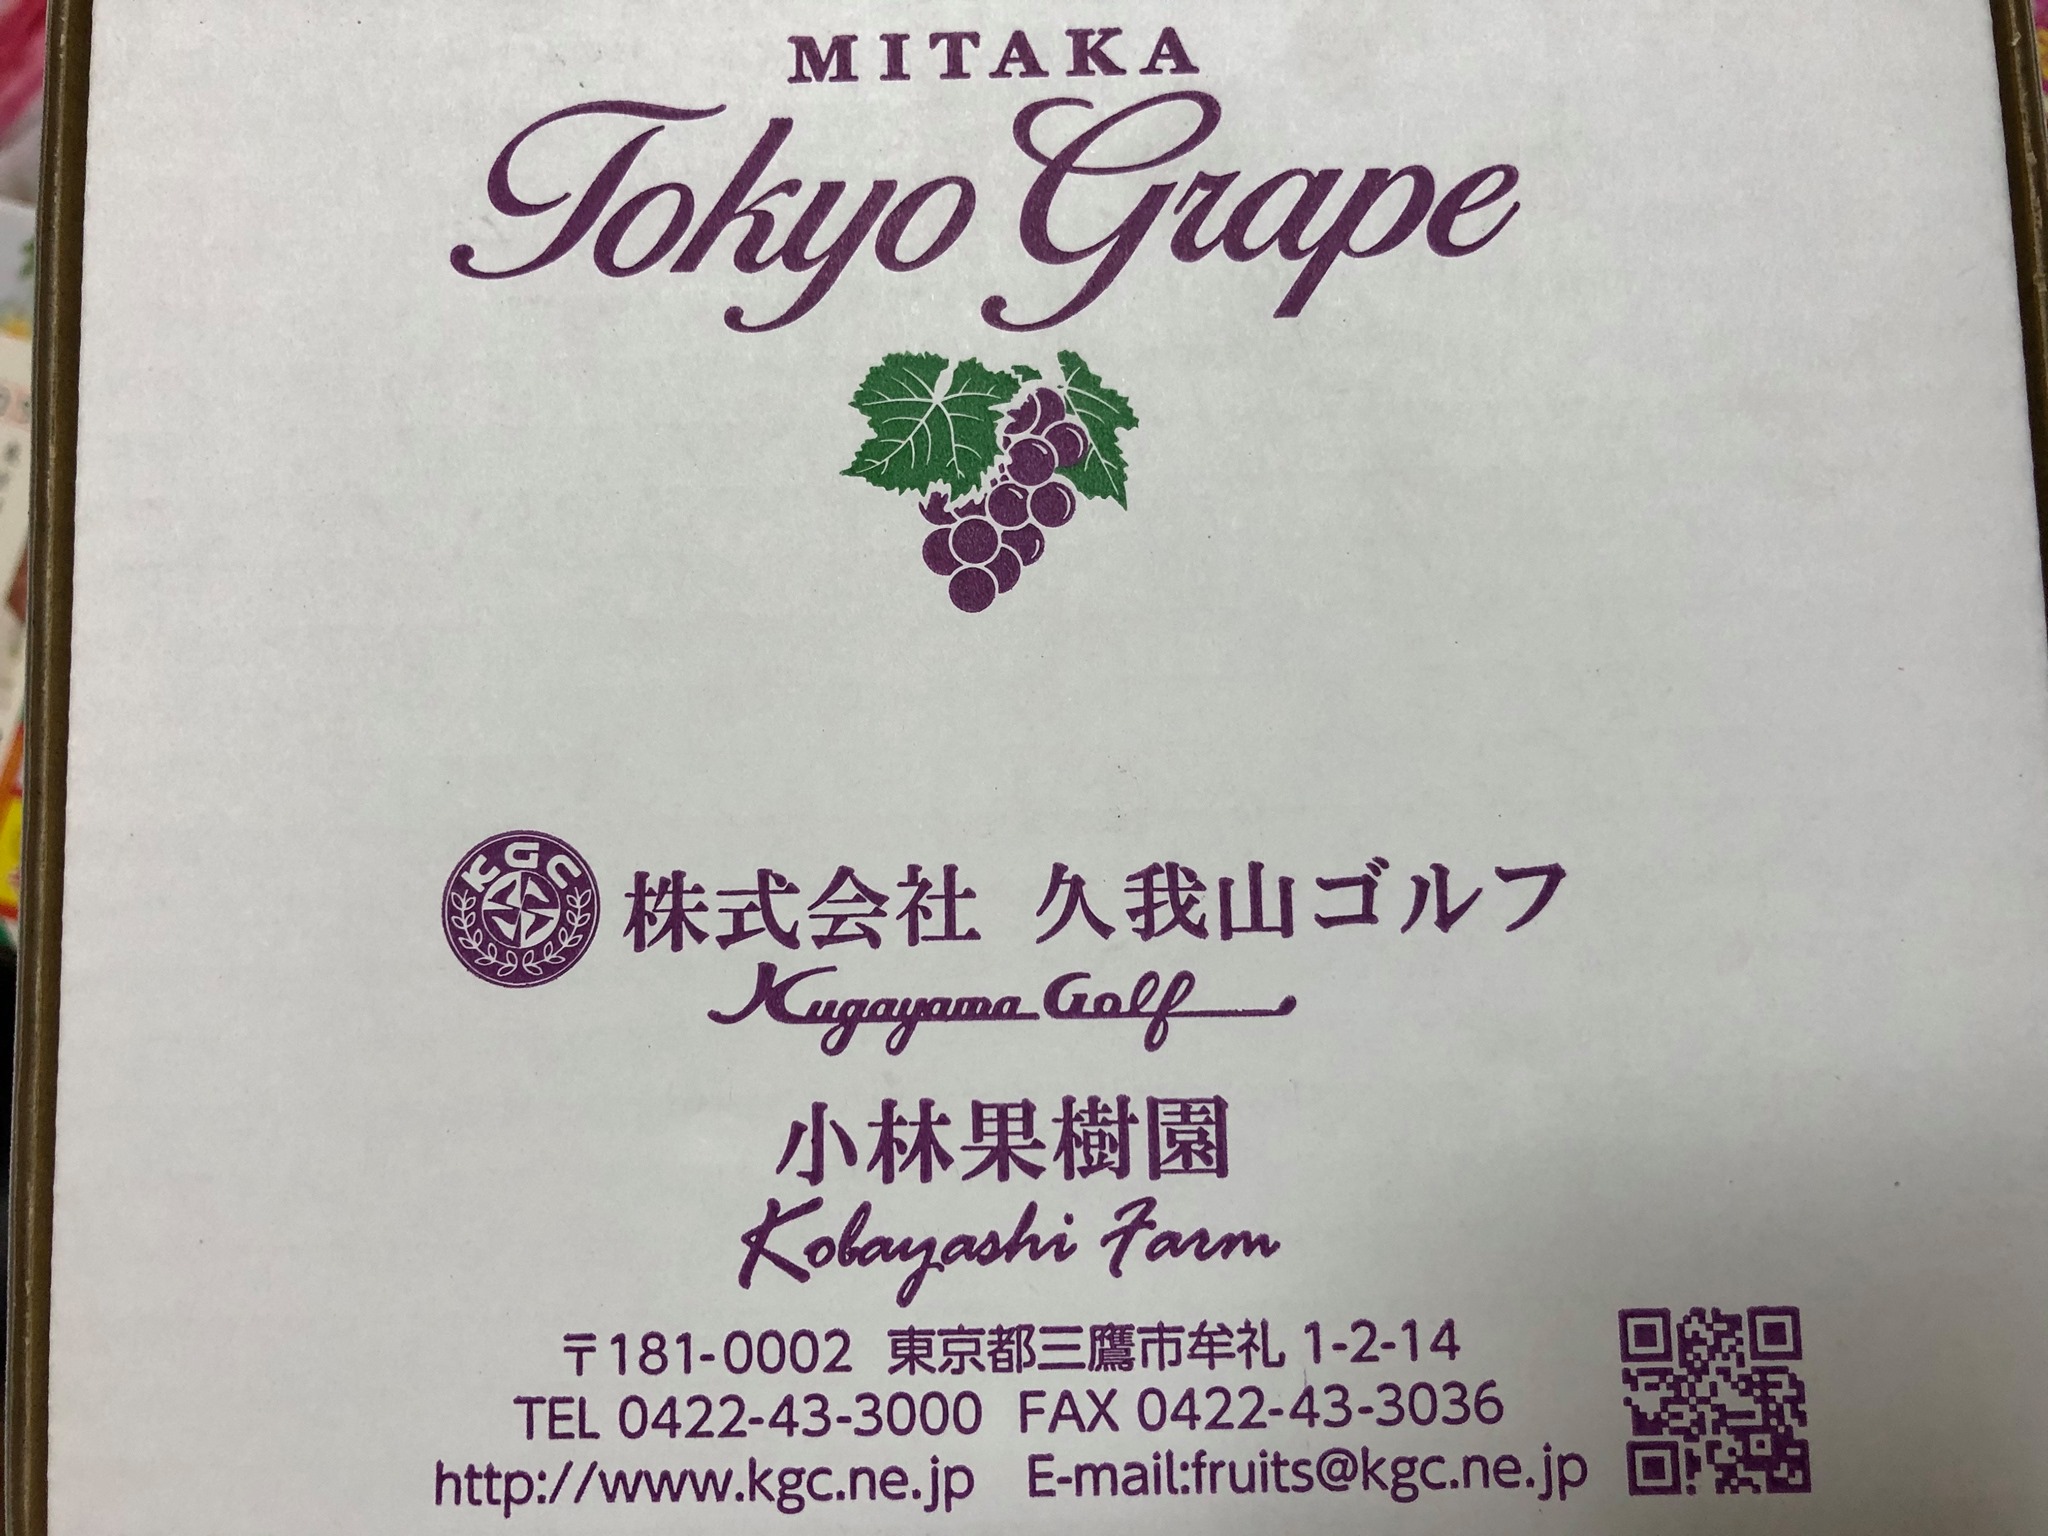 MITAKA
Tokyo Grape
KGC
株式会社 久我山ゴルフ
Kugayama Golf
小林果樹園
Kobayashi Farm
〒181-0002 東京都三鷹市牟礼 1-2-14
TEL 0422-43-3000 FAX 0422-43-3036
http://www.kgc.ne.jp E-mail:fruits@kgc.ne.jp